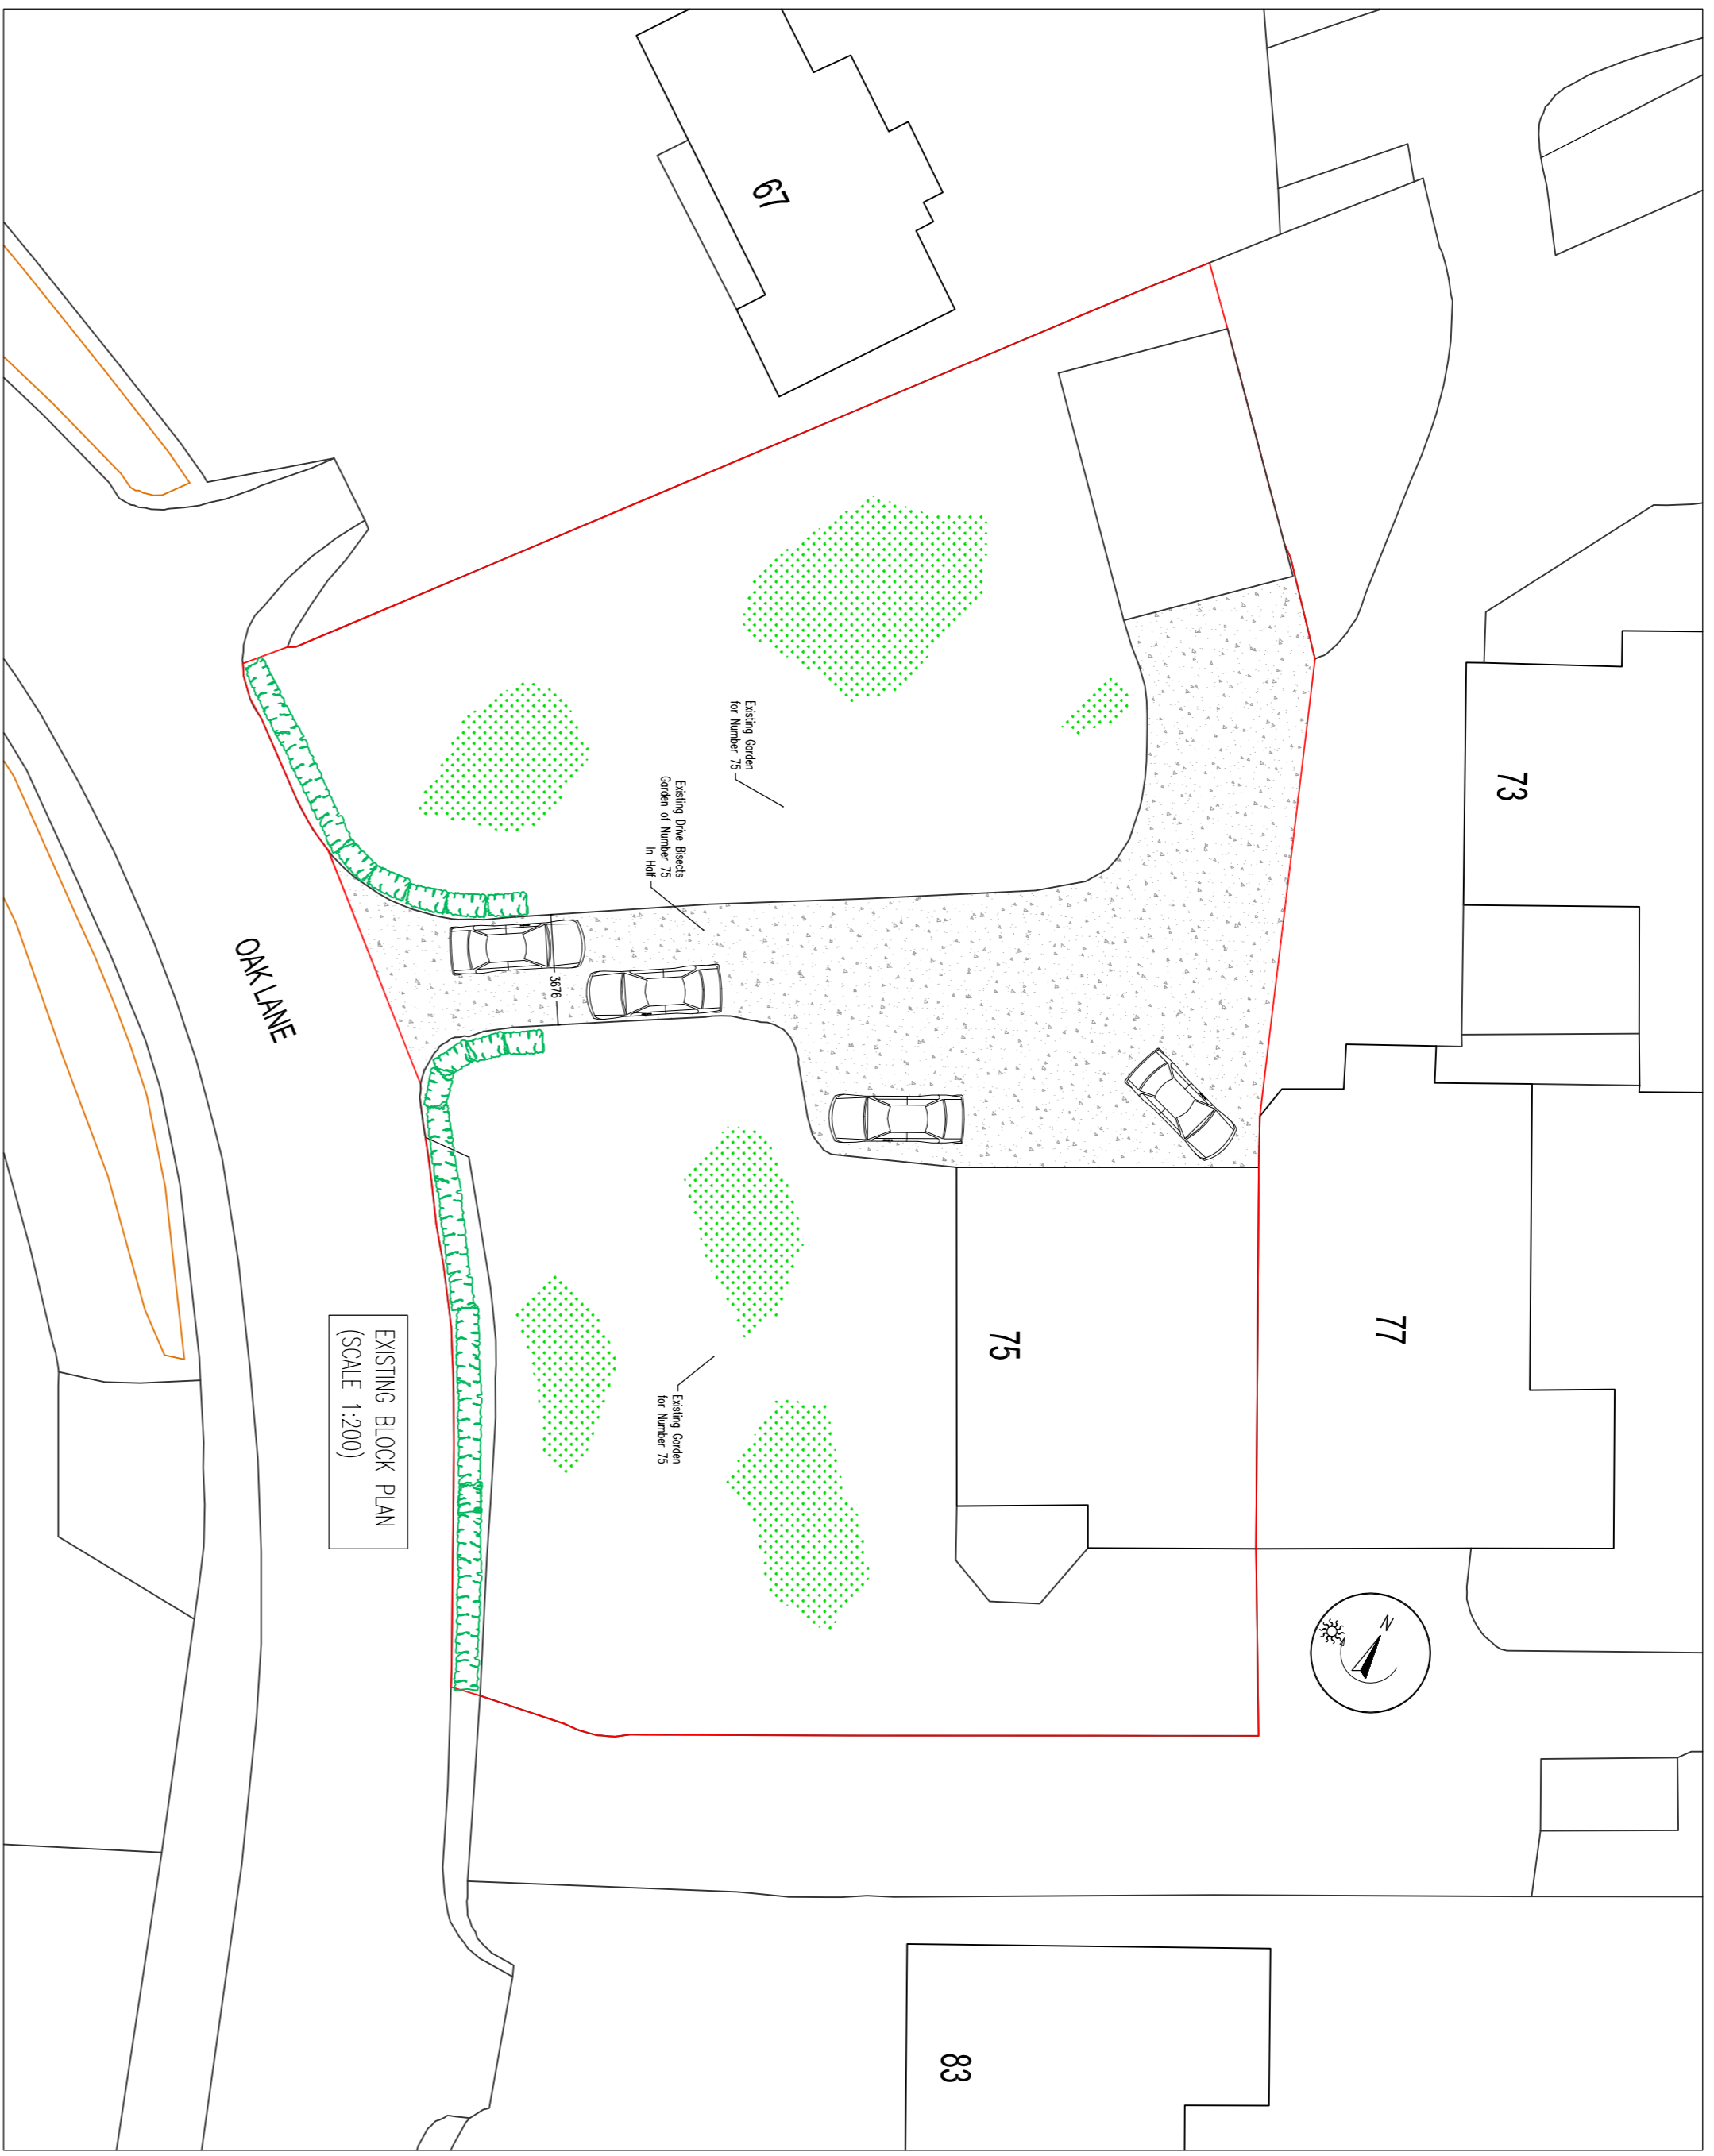 67
73
77
75
83
Existing Garden
for Number 75
Existing Drive Bisects
Garden of Number 75
In Half
3676
Existing Garden
for Number 75
OAK LANE
N
EXISTING BLOCK PLAN
(SCALE 1:200)